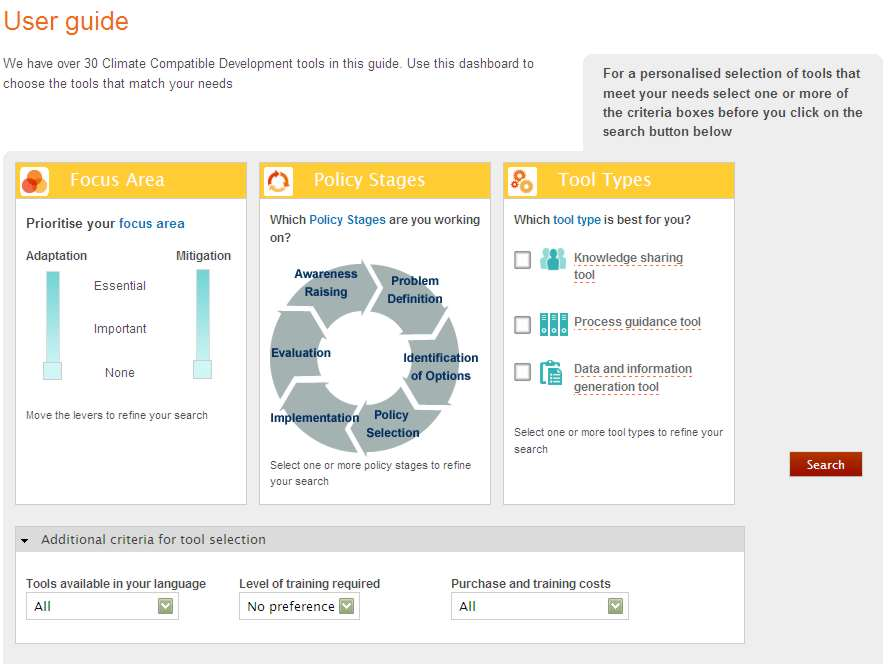 User guide
We have over 30 Climate Compatible Development tools in this guide. Use this dashboard to
choose the tools that match your needs
For a personalised selection of tools that
meet your needs select one or more of
the criteria boxes before you click on the
search button below
Focus Area
Prioritise your focus area
Adaptation
Mitigation
Essential
Important
None
Move the levers to refine your search
Policy Stages
Which Policy Stages are you working
on?
Awareness
Raising
Problem
Definition
Identification
of Options
Policy
Selection
Implementation
Evaluation
Select one or more policy stages to refine
your search
Tool Types
Which tool type is best for you?
Knowledge sharing
tool
Process guidance tool
Data and information
generation tool
Select one or more tool types to refine your
search
Search
Additional criteria for tool selection
Tools available in your language
All
Level of training required
No preference
Purchase and training costs
All